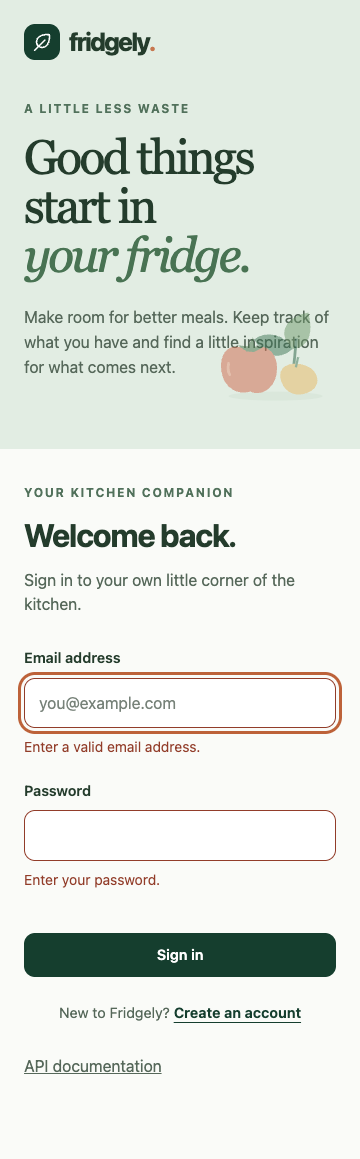 fridgely.
A LITTLE LESS WASTE
Good things
start in
your fridge.
Make room for better meals. Keep track of
what you have and find a little inspiration
for what comes next.
YOUR KITCHEN COMPANION
Welcome back.
Sign in to your own little corner of the
kitchen.
Email address
you@example.com
Enter a valid email address.
Password
Enter your password.
Sign in
New to Fridgely? Create an account
API documentation